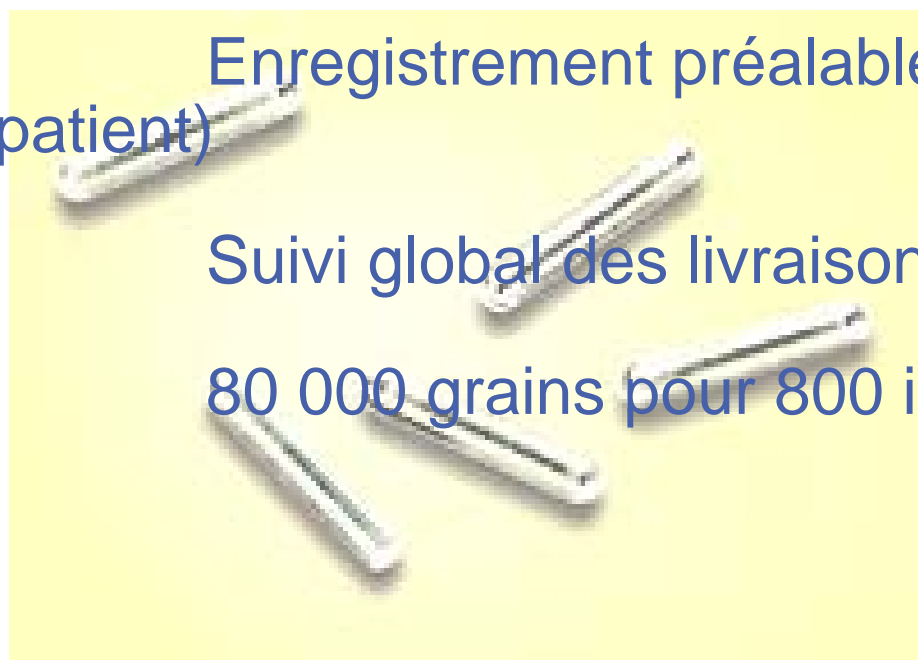 Enregistrement préalable
patient)
Suivi global des livraison
80 000 grains pour 800 i